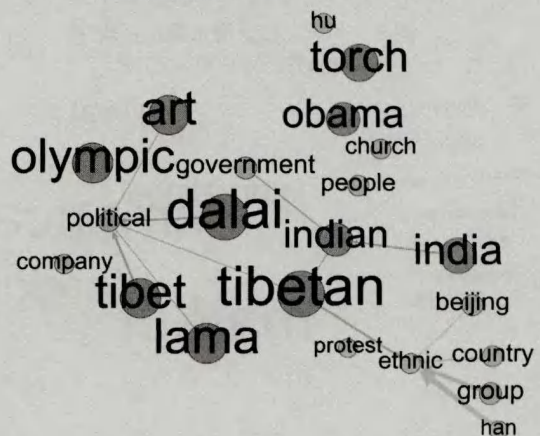 hu
torch
art
obama
church
olympic
government
people
political
dalai
indian
india
company
tibet
tibetan
beijing
lama
protest
ethnic
country
group
han